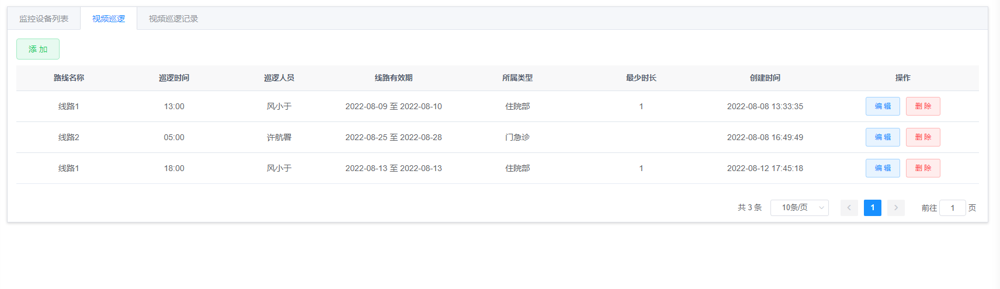 监控设备列表 视频巡逻 视频巡逻记录
添 加
路线名称 巡逻时间 巡逻人员 线路有效期 所属类型 最少时长 创建时间 操作
线路1 13:00 风小于 2022-08-09 至 2022-08-10 住院部 1 2022-08-08 13:33:35 编 辑 删 除
线路2 05:00 许航署 2022-08-25 至 2022-08-28 门急诊 2022-08-08 16:49:49 编 辑 删 除
线路1 18:00 风小于 2022-08-13 至 2022-08-13 住院部 1 2022-08-12 17:45:18 编 辑 删 除
共 3 条 10条/页 1 前往 1 页